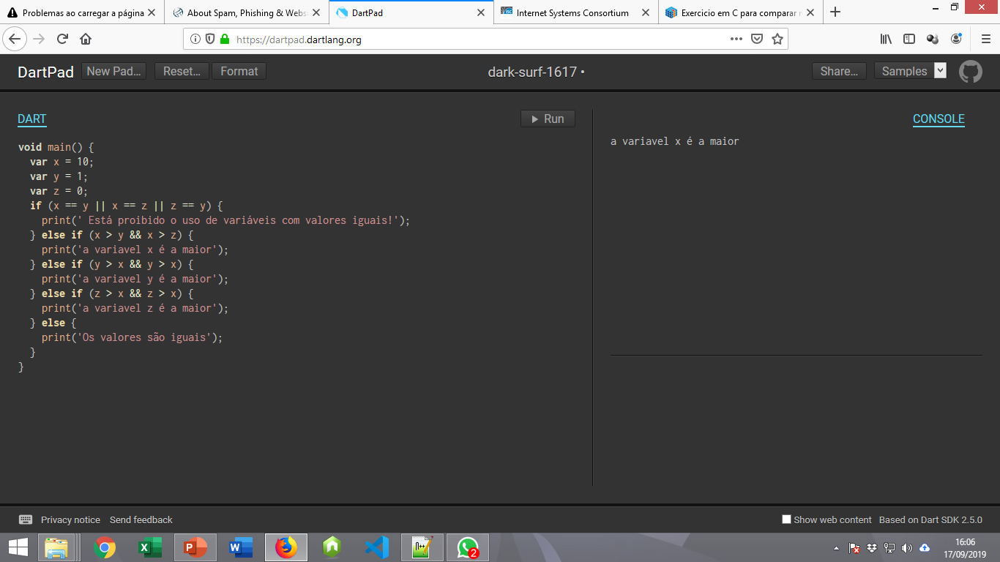 Problemas ao carregar a página
About Spam, Phishing & Webs
DartPad
Internet Systems Consortium
Exercicio em C para comparar
https://dartpad.dartlang.org
DartPad
New Pad...
Reset...
Format
dark-surf-1617 •
Share...
Samples
DART
Run
CONSOLE
void main() {
  var x = 10;
  var y = 1;
  var z = 0;
  if (x == y || x == z || z == y) {
    print(' Está proibido o uso de variáveis com valores iguais!');
  } else if (x > y && x > z) {
    print('a variavel x é a maior');
  } else if (y > x && y > x) {
    print('a variavel y é a maior');
  } else if (z > x && z > x) {
    print('a variavel z é a maior');
  } else {
    print('Os valores são iguais');
  }
}
a variavel x é a maior
Privacy notice
Send feedback
Show web content
Based on Dart SDK 2.5.0
2
16:06
17/09/2019